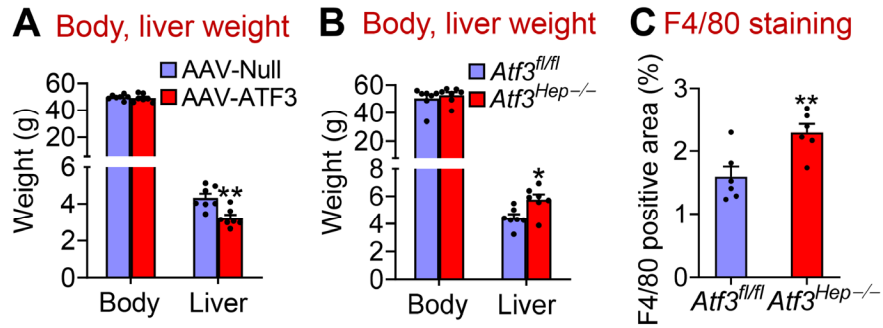 A Body, liver weight
AAV-Null
AAV-ATF3
Weight (g)
60
40
20
6
4
2
0
**
Body Liver
B Body, liver weight
Atf3fl/fl
Atf3Hep−/−
Weight (g)
60
40
20
8
6
4
2
0
*
Body Liver
C F4/80 staining
F4/80 positive area (%)
3
2
1
0
**
Atf3fl/fl Atf3Hep−/−